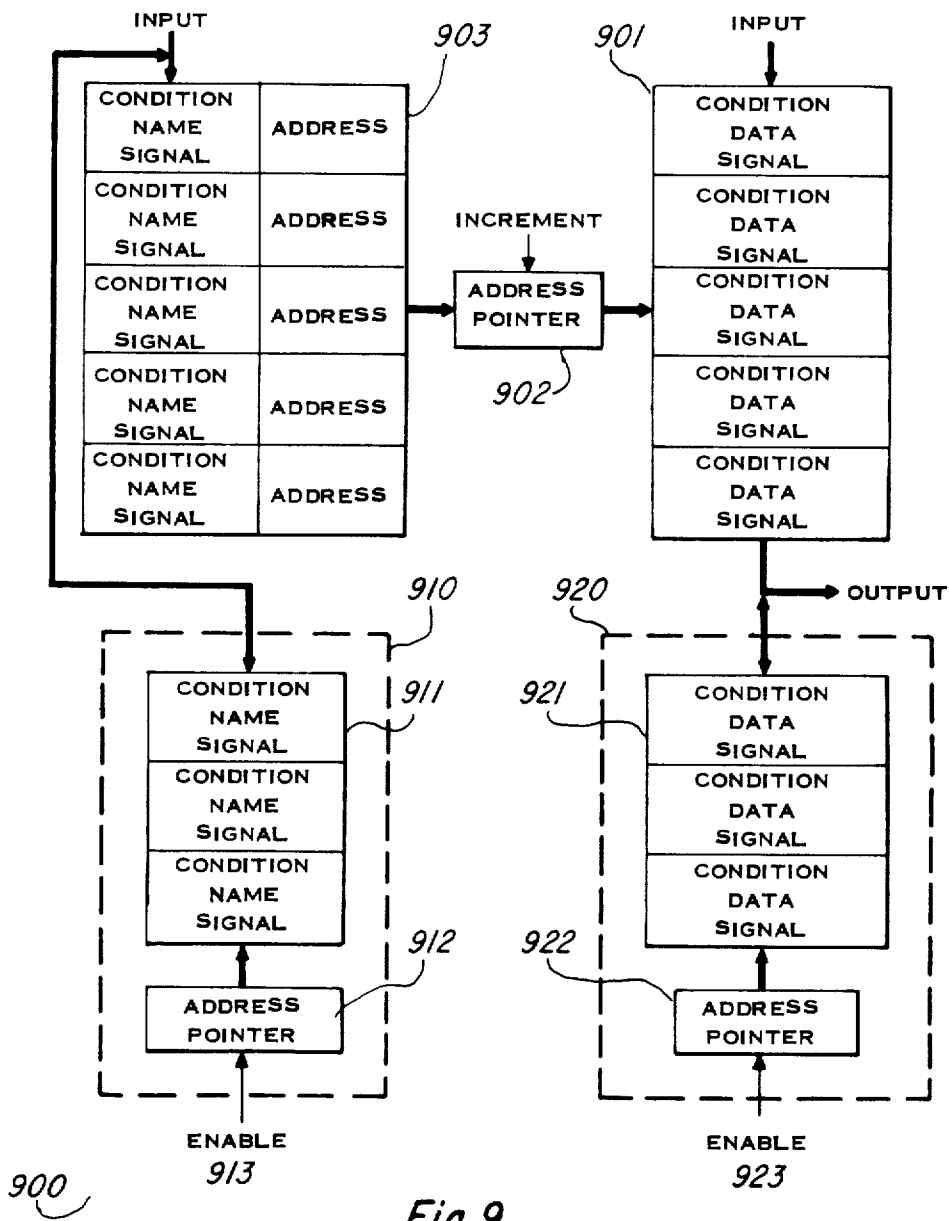 INPUT
903
CONDITION
NAME
SIGNAL
ADDRESS
CONDITION
NAME
SIGNAL
ADDRESS
CONDITION
NAME
SIGNAL
ADDRESS
CONDITION
NAME
SIGNAL
ADDRESS
CONDITION
NAME
SIGNAL
ADDRESS
INCREMENT
ADDRESS
POINTER
902
901
INPUT
CONDITION
DATA
SIGNAL
CONDITION
DATA
SIGNAL
CONDITION
DATA
SIGNAL
CONDITION
DATA
SIGNAL
CONDITION
DATA
SIGNAL
OUTPUT
910
911
CONDITION
NAME
SIGNAL
CONDITION
NAME
SIGNAL
CONDITION
NAME
SIGNAL
912
ADDRESS
POINTER
ENABLE
913
920
921
CONDITION
DATA
SIGNAL
CONDITION
DATA
SIGNAL
CONDITION
DATA
SIGNAL
922
ADDRESS
POINTER
ENABLE
923
900
Fig. 9